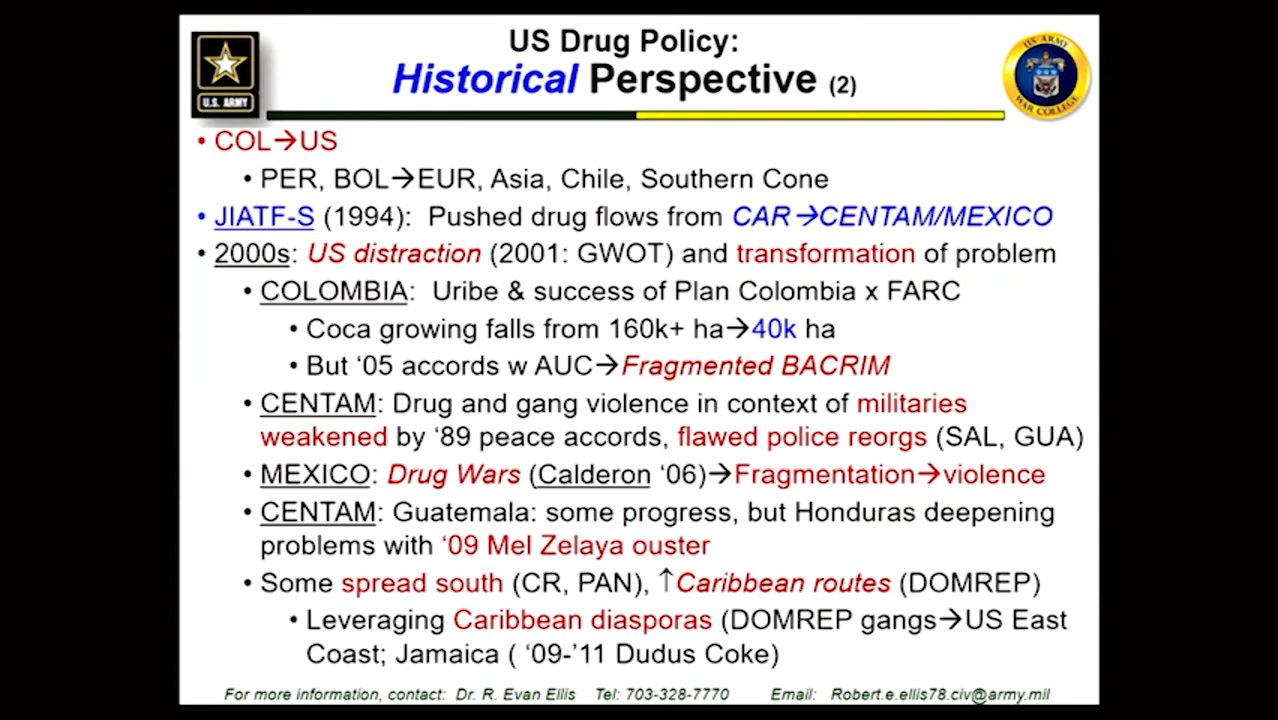 US Drug Policy:
Historical Perspective (2)
U.S. ARMY
US ARMY
WAR COLLEGE
• COL→US
• PER, BOL→EUR, Asia, Chile, Southern Cone
• JIATF-S (1994): Pushed drug flows from CAR→CENTAM/MEXICO
• 2000s: US distraction (2001: GWOT) and transformation of problem
• COLOMBIA: Uribe & success of Plan Colombia x FARC
• Coca growing falls from 160k+ ha→40k ha
• But ‘05 accords w AUC→Fragmented BACRIM
• CENTAM: Drug and gang violence in context of militaries
weakened by ‘89 peace accords, flawed police reorgs (SAL, GUA)
• MEXICO: Drug Wars (Calderon ‘06)→Fragmentation→violence
• CENTAM: Guatemala: some progress, but Honduras deepening
problems with ‘09 Mel Zelaya ouster
• Some spread south (CR, PAN), ↑Caribbean routes (DOMREP)
• Leveraging Caribbean diasporas (DOMREP gangs→US East
Coast; Jamaica ( ‘09-’11 Dudus Coke)
For more information, contact: Dr. R. Evan Ellis Tel: 703-328-7770 Email: Robert.e.ellis78.civ@army.mil